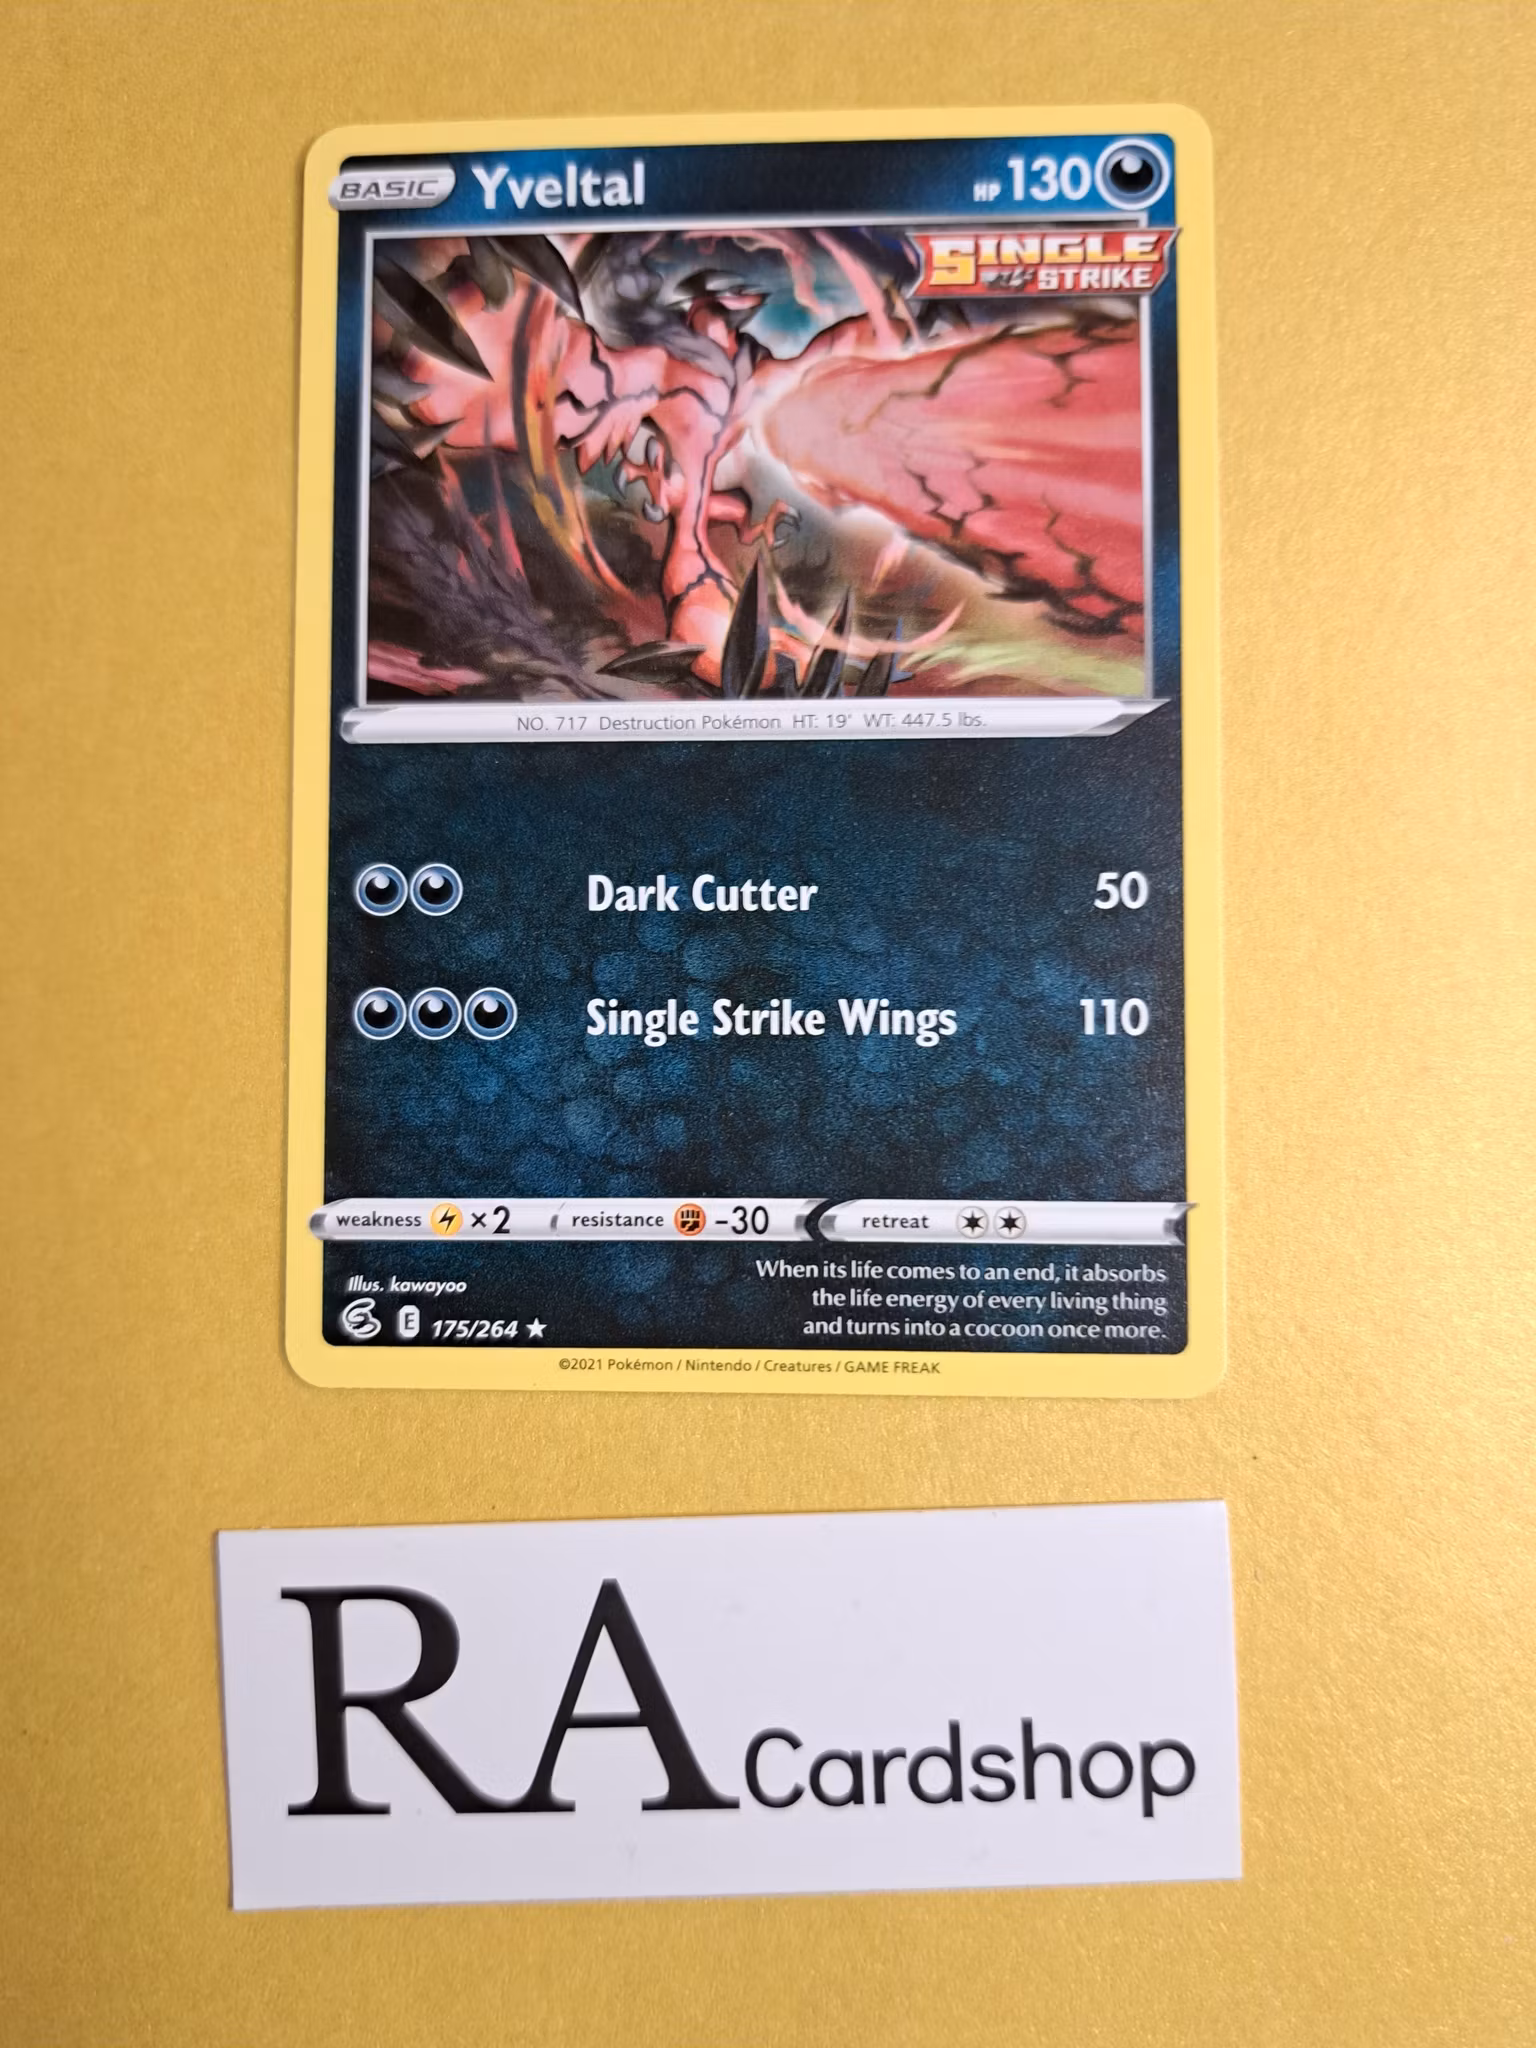 BASIC Yveltal HP 130
SINGLE
STRIKE
NO. 717 Destruction Pokémon HT: 19' WT: 447.5 lbs.
Dark Cutter 50
Single Strike Wings 110
weakness ×2 resistance -30 retreat
When its life comes to an end, it absorbs
the life energy of every living thing
and turns into a cocoon once more.
Illus. kawayoo
E 175/264 ★
©2021 Pokémon / Nintendo / Creatures / GAME FREAK
RA Cardshop